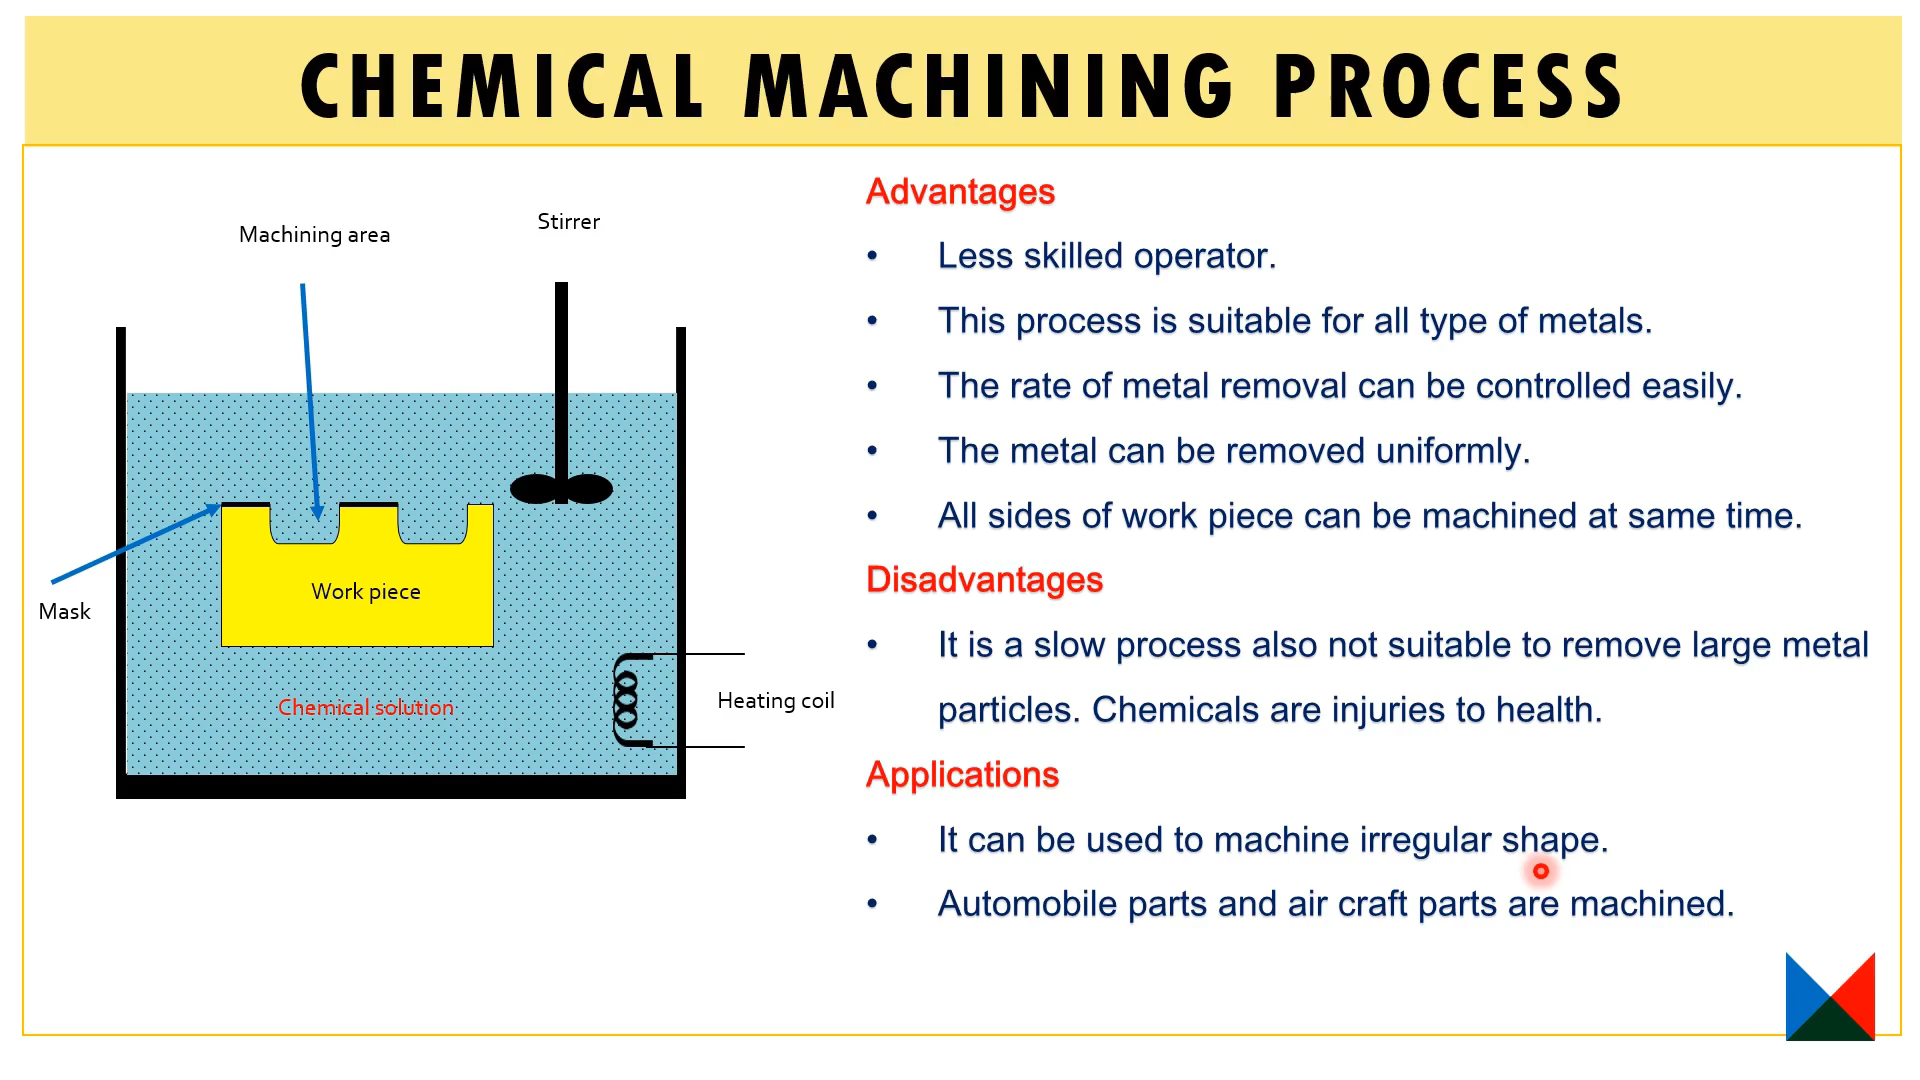 CHEMICAL MACHINING PROCESS
Machining area
Stirrer
Mask
Work piece
Chemical solution
Heating coil
Advantages
• Less skilled operator.
• This process is suitable for all type of metals.
• The rate of metal removal can be controlled easily.
• The metal can be removed uniformly.
• All sides of work piece can be machined at same time.
Disadvantages
• It is a slow process also not suitable to remove large metal
particles. Chemicals are injuries to health.
Applications
• It can be used to machine irregular shape.
• Automobile parts and air craft parts are machined.